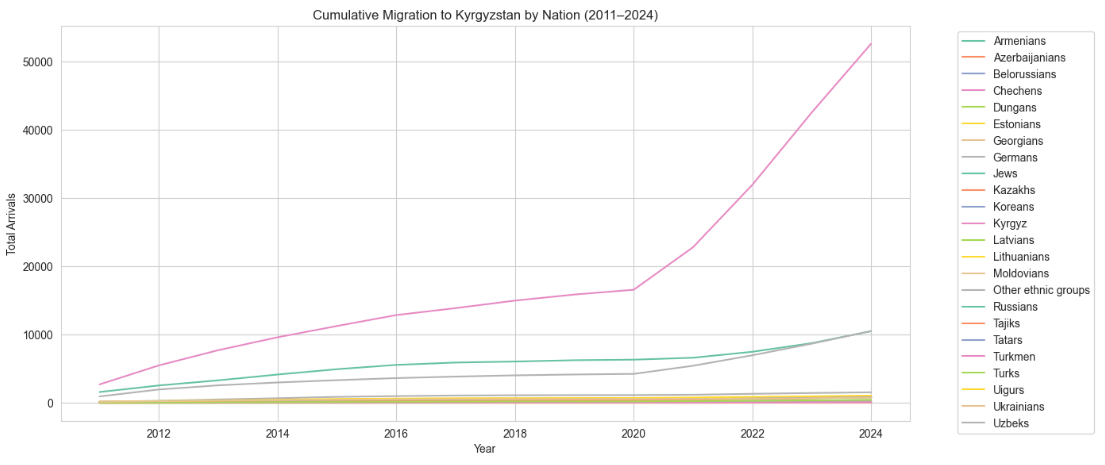 Cumulative Migration to Kyrgyzstan by Nation (2011–2024)
Total Arrivals
50000
40000
30000
20000
10000
0
2012 2014 2016 2018 2020 2022 2024
Year
Armenians
Azerbaijanians
Belorussians
Chechens
Dungans
Estonians
Georgians
Germans
Jews
Kazakhs
Koreans
Kyrgyz
Latvians
Lithuanians
Moldovians
Other ethnic groups
Russians
Tajiks
Tatars
Turkmen
Turks
Uigurs
Ukrainians
Uzbeks